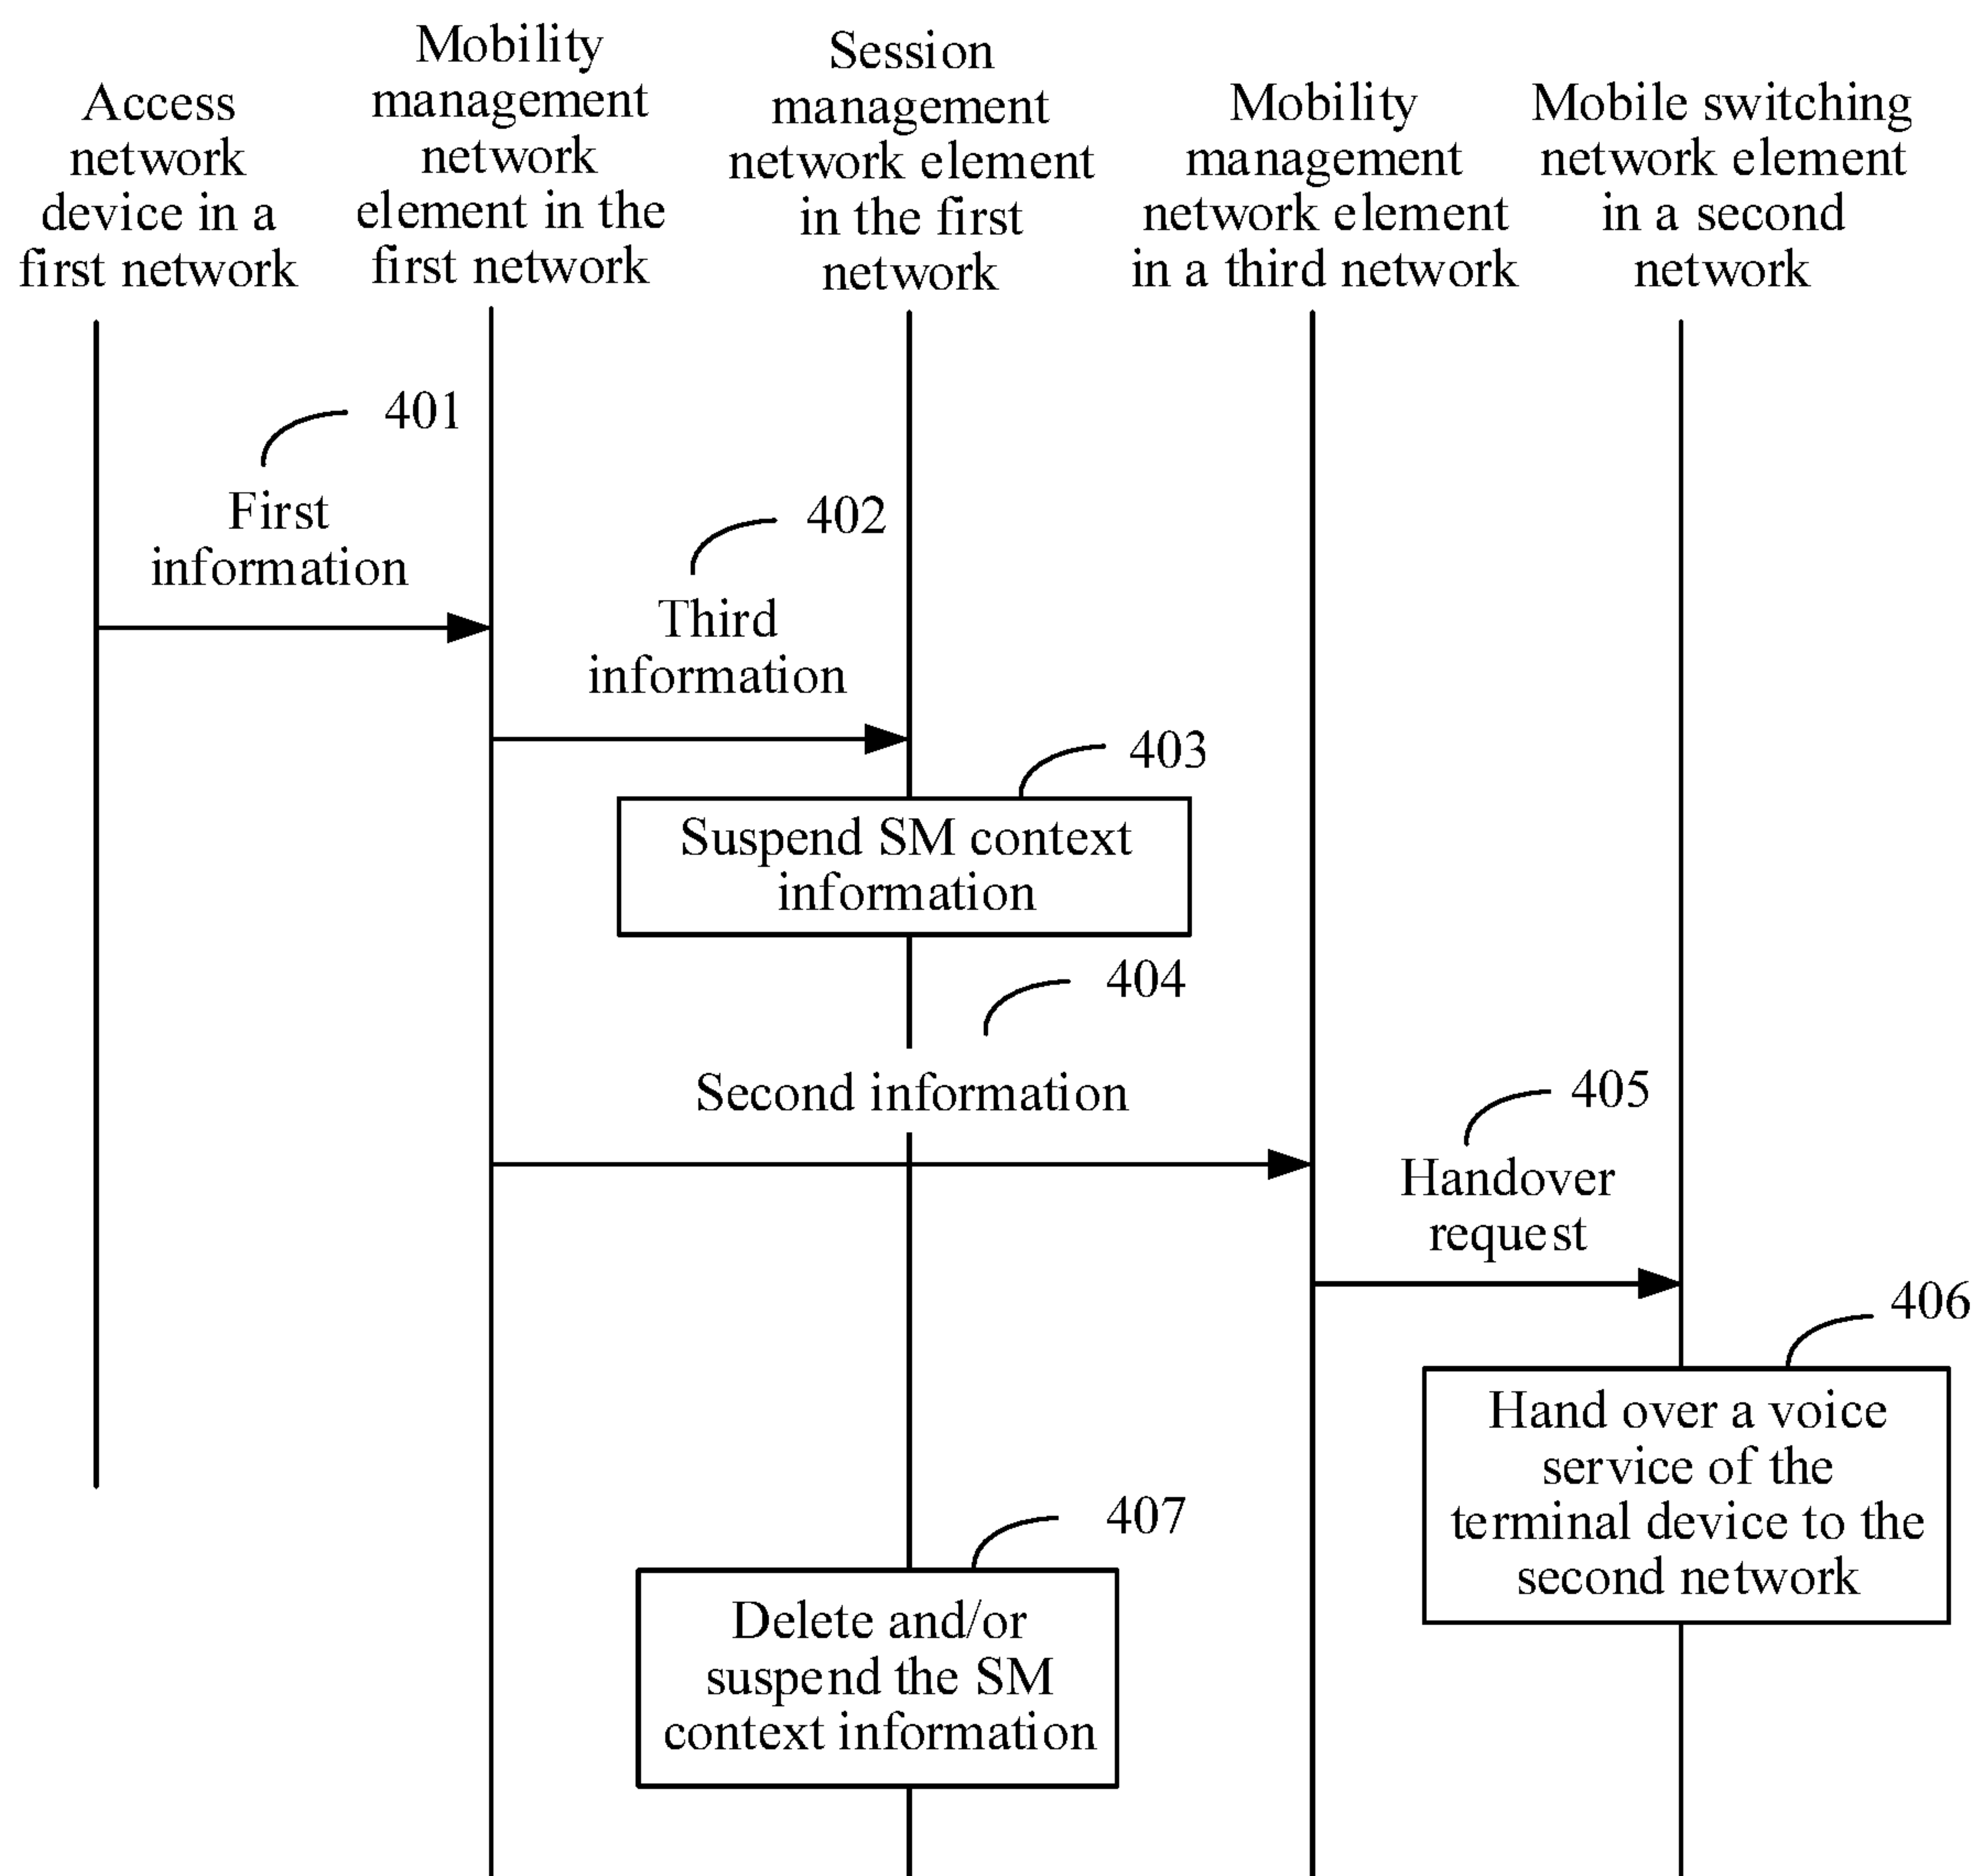 Access
network
device in a
first network
Mobility
management
network
element in the
first network
Session
management
network element
in the first
network
Mobility
management
network element
in a third network
Mobile switching
network element
in a second
network
401
First
information
402
Third
information
403
Suspend SM context
information
404
Second information
405
Handover
request
406
Hand over a voice
service of the
terminal device to the
second network
407
Delete and/or
suspend the SM
context information